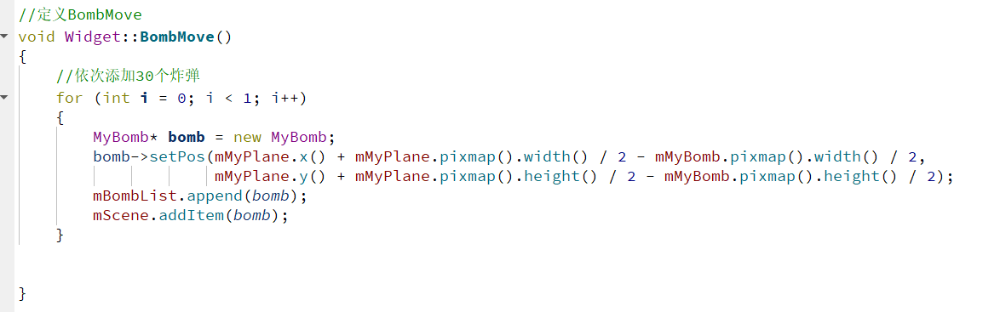 //定义BombMove
void Widget::BombMove()
{
//依次添加30个炸弹
for (int i = 0; i < 1; i++)
{
MyBomb* bomb = new MyBomb;
bomb->setPos(mMyPlane.x() + mMyPlane.pixmap().width() / 2 - mMyBomb.pixmap().width() / 2,
mMyPlane.y() + mMyPlane.pixmap().height() / 2 - mMyBomb.pixmap().height() / 2);
mBombList.append(bomb);
mScene.addItem(bomb);
}
}